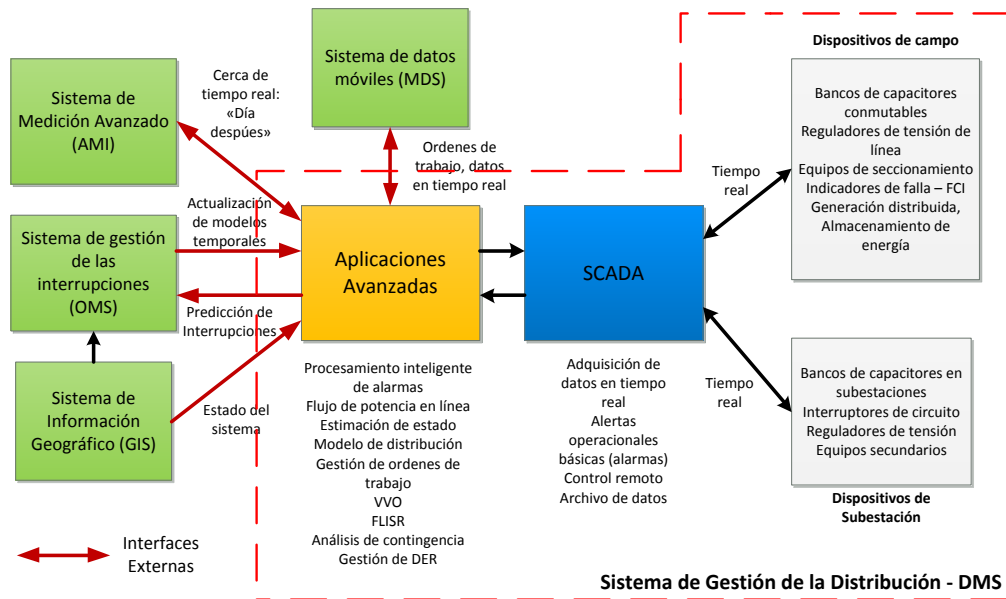 Dispositivos de campo
Sistema de datos
móviles (MDS)
Cerca de
tiempo real:
«Día
despúes»
Sistema de
Medición Avanzado
(AMI)
Ordenes de
trabajo, datos
en tiempo real
Bancos de capacitores
conmutables
Reguladores de tensión de
línea
Equipos de seccionamiento
Indicadores de falla – FCI
Generación distribuida,
Almacenamiento de
energía
Tiempo
real
Actualización
de modelos
temporales
Sistema de gestión
de las
interrupciones
(OMS)
Aplicaciones
Avanzadas
SCADA
Predicción de
Interrupciones
Sistema de
Información
Geográfico (GIS)
Estado del
sistema
Procesamiento inteligente
de alarmas
Flujo de potencia en línea
Estimación de estado
Modelo de distribución
Gestión de ordenes de
trabajo
VVO
FLISR
Análisis de contingencia
Gestión de DER
Adquisición de
datos en tiempo
real
Alertas
operacionales
básicas (alarmas)
Control remoto
Archivo de datos
Tiempo
real
Bancos de capacitores en
subestaciones
Interruptores de circuito
Reguladores de tensión
Equipos secundarios
Dispositivos de
Subestación
Interfaces
Externas
Sistema de Gestión de la Distribución - DMS